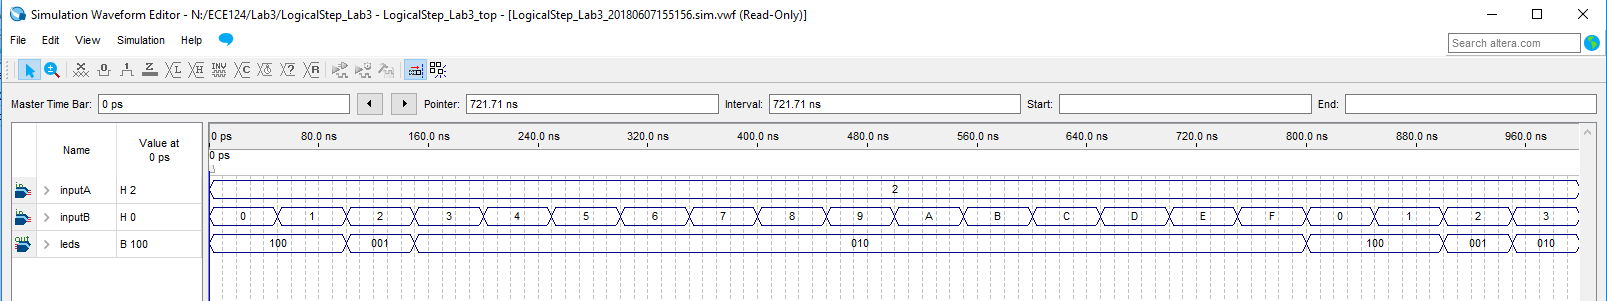 Simulation Waveform Editor - N:/ECE124/Lab3/LogicalStep_Lab3 - LogicalStep_Lab3_top - [LogicalStep_Lab3_20180607155156.sim.vwf (Read-Only)]
File Edit View Simulation Help
Search altera.com
Master Time Bar: 0 ps Pointer: 721.71 ns Interval: 721.71 ns Start: End:
Name Value at 0 ps
0 ps 80.0 ns 160.0 ns 240.0 ns 320.0 ns 400.0 ns 480.0 ns 560.0 ns 640.0 ns 720.0 ns 800.0 ns 880.0 ns 960.0 ns
0 ps
inputA H 2 2
inputB H 0 0 1 2 3 4 5 6 7 8 9 A B C D E F 0 1 2 3
leds B 100 100 001 010 100 001 010